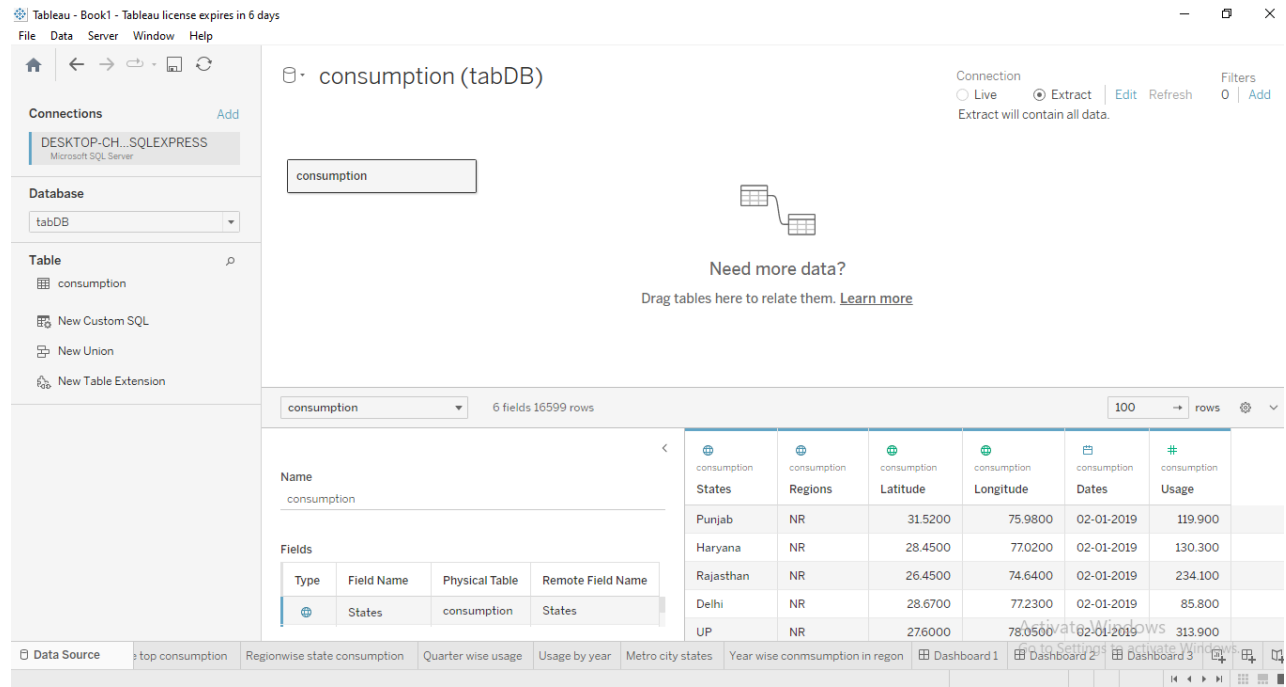 Tableau - Book1 - Tableau license expires in 6 days
File Data Server Window Help
consumption (tabDB)
Connection
Live Extract Edit Refresh
Extract will contain all data.
Filters
0 Add
Connections Add
DESKTOP-CH...SQLEXPRESS
Microsoft SQL Server
Database
tabDB
Table
consumption
New Custom SQL
New Union
New Table Extension
consumption
Need more data?
Drag tables here to relate them. Learn more
consumption 6 fields 16599 rows 100 rows
Name
consumption
Fields
Type Field Name Physical Table Remote Field Name
States consumption States
consumption consumption consumption consumption consumption consumption
States Regions Latitude Longitude Dates Usage
Punjab NR 31.5200 75.9800 02-01-2019 119.900
Haryana NR 28.4500 77.0200 02-01-2019 130.300
Rajasthan NR 26.4500 74.6400 02-01-2019 234.100
Delhi NR 28.6700 77.2300 02-01-2019 85.800
UP NR 27.6000 78.0500 02-01-2019 313.900
Activate Windows
Go to Settings to activate Windows.
Data Source top consumption Regionwise state consumption Quarter wise usage Usage by year Metro city states Year wise conmsumption in regon Dashboard 1 Dashboard 2 Dashboard 3